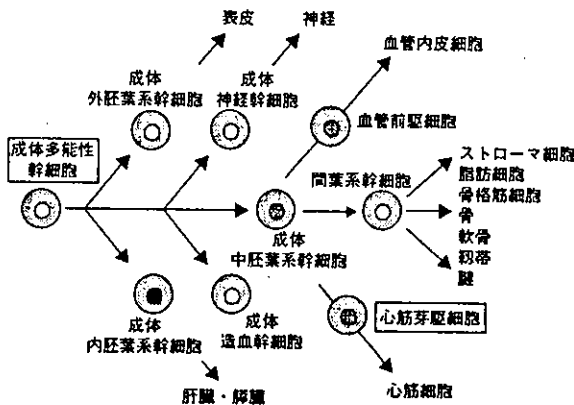 表皮
神経
血管内皮細胞
成体
外胚葉系幹細胞
成体
神経幹細胞
血管前駆細胞
成体多能性
幹細胞
間葉系幹細胞
ストローマ細胞
脂肪細胞
骨格筋細胞
骨
軟骨
靱帯
腱
成体
中胚葉系幹細胞
成体
内胚葉系幹細胞
成体
造血幹細胞
心筋芽駆細胞
肝臓・膵臓
心筋細胞